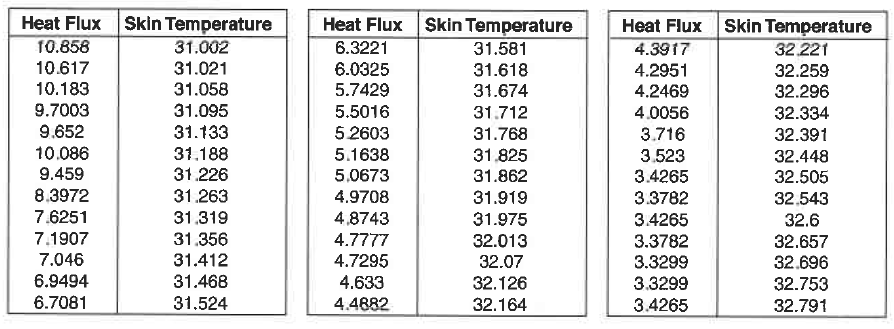 Heat Flux Skin Temperature Heat Flux Skin Temperature Heat Flux Skin Temperature
10.858 31.002 6.3221 31.581 4.3917 32.221
10.617 31.021 6.0325 31.618 4.2951 32.259
10.183 31.058 5.7429 31.674 4.2469 32.296
9.7003 31.095 5.5016 31.712 4.0056 32.334
9.652 31.133 5.2603 31.768 3.716 32.391
10.086 31.188 5.1638 31.825 3.523 32.448
9.459 31.226 5.0673 31.862 3.4265 32.505
8.3972 31.263 4.9708 31.919 3.3782 32.543
7.6251 31.319 4.8743 31.975 3.4265 32.6
7.1907 31.356 4.7777 32.013 3.3782 32.657
7.046 31.412 4.7295 32.07 3.3299 32.696
6.9494 31.468 4.633 32.126 3.3299 32.753
6.7081 31.524 4.4882 32.164 3.4265 32.791